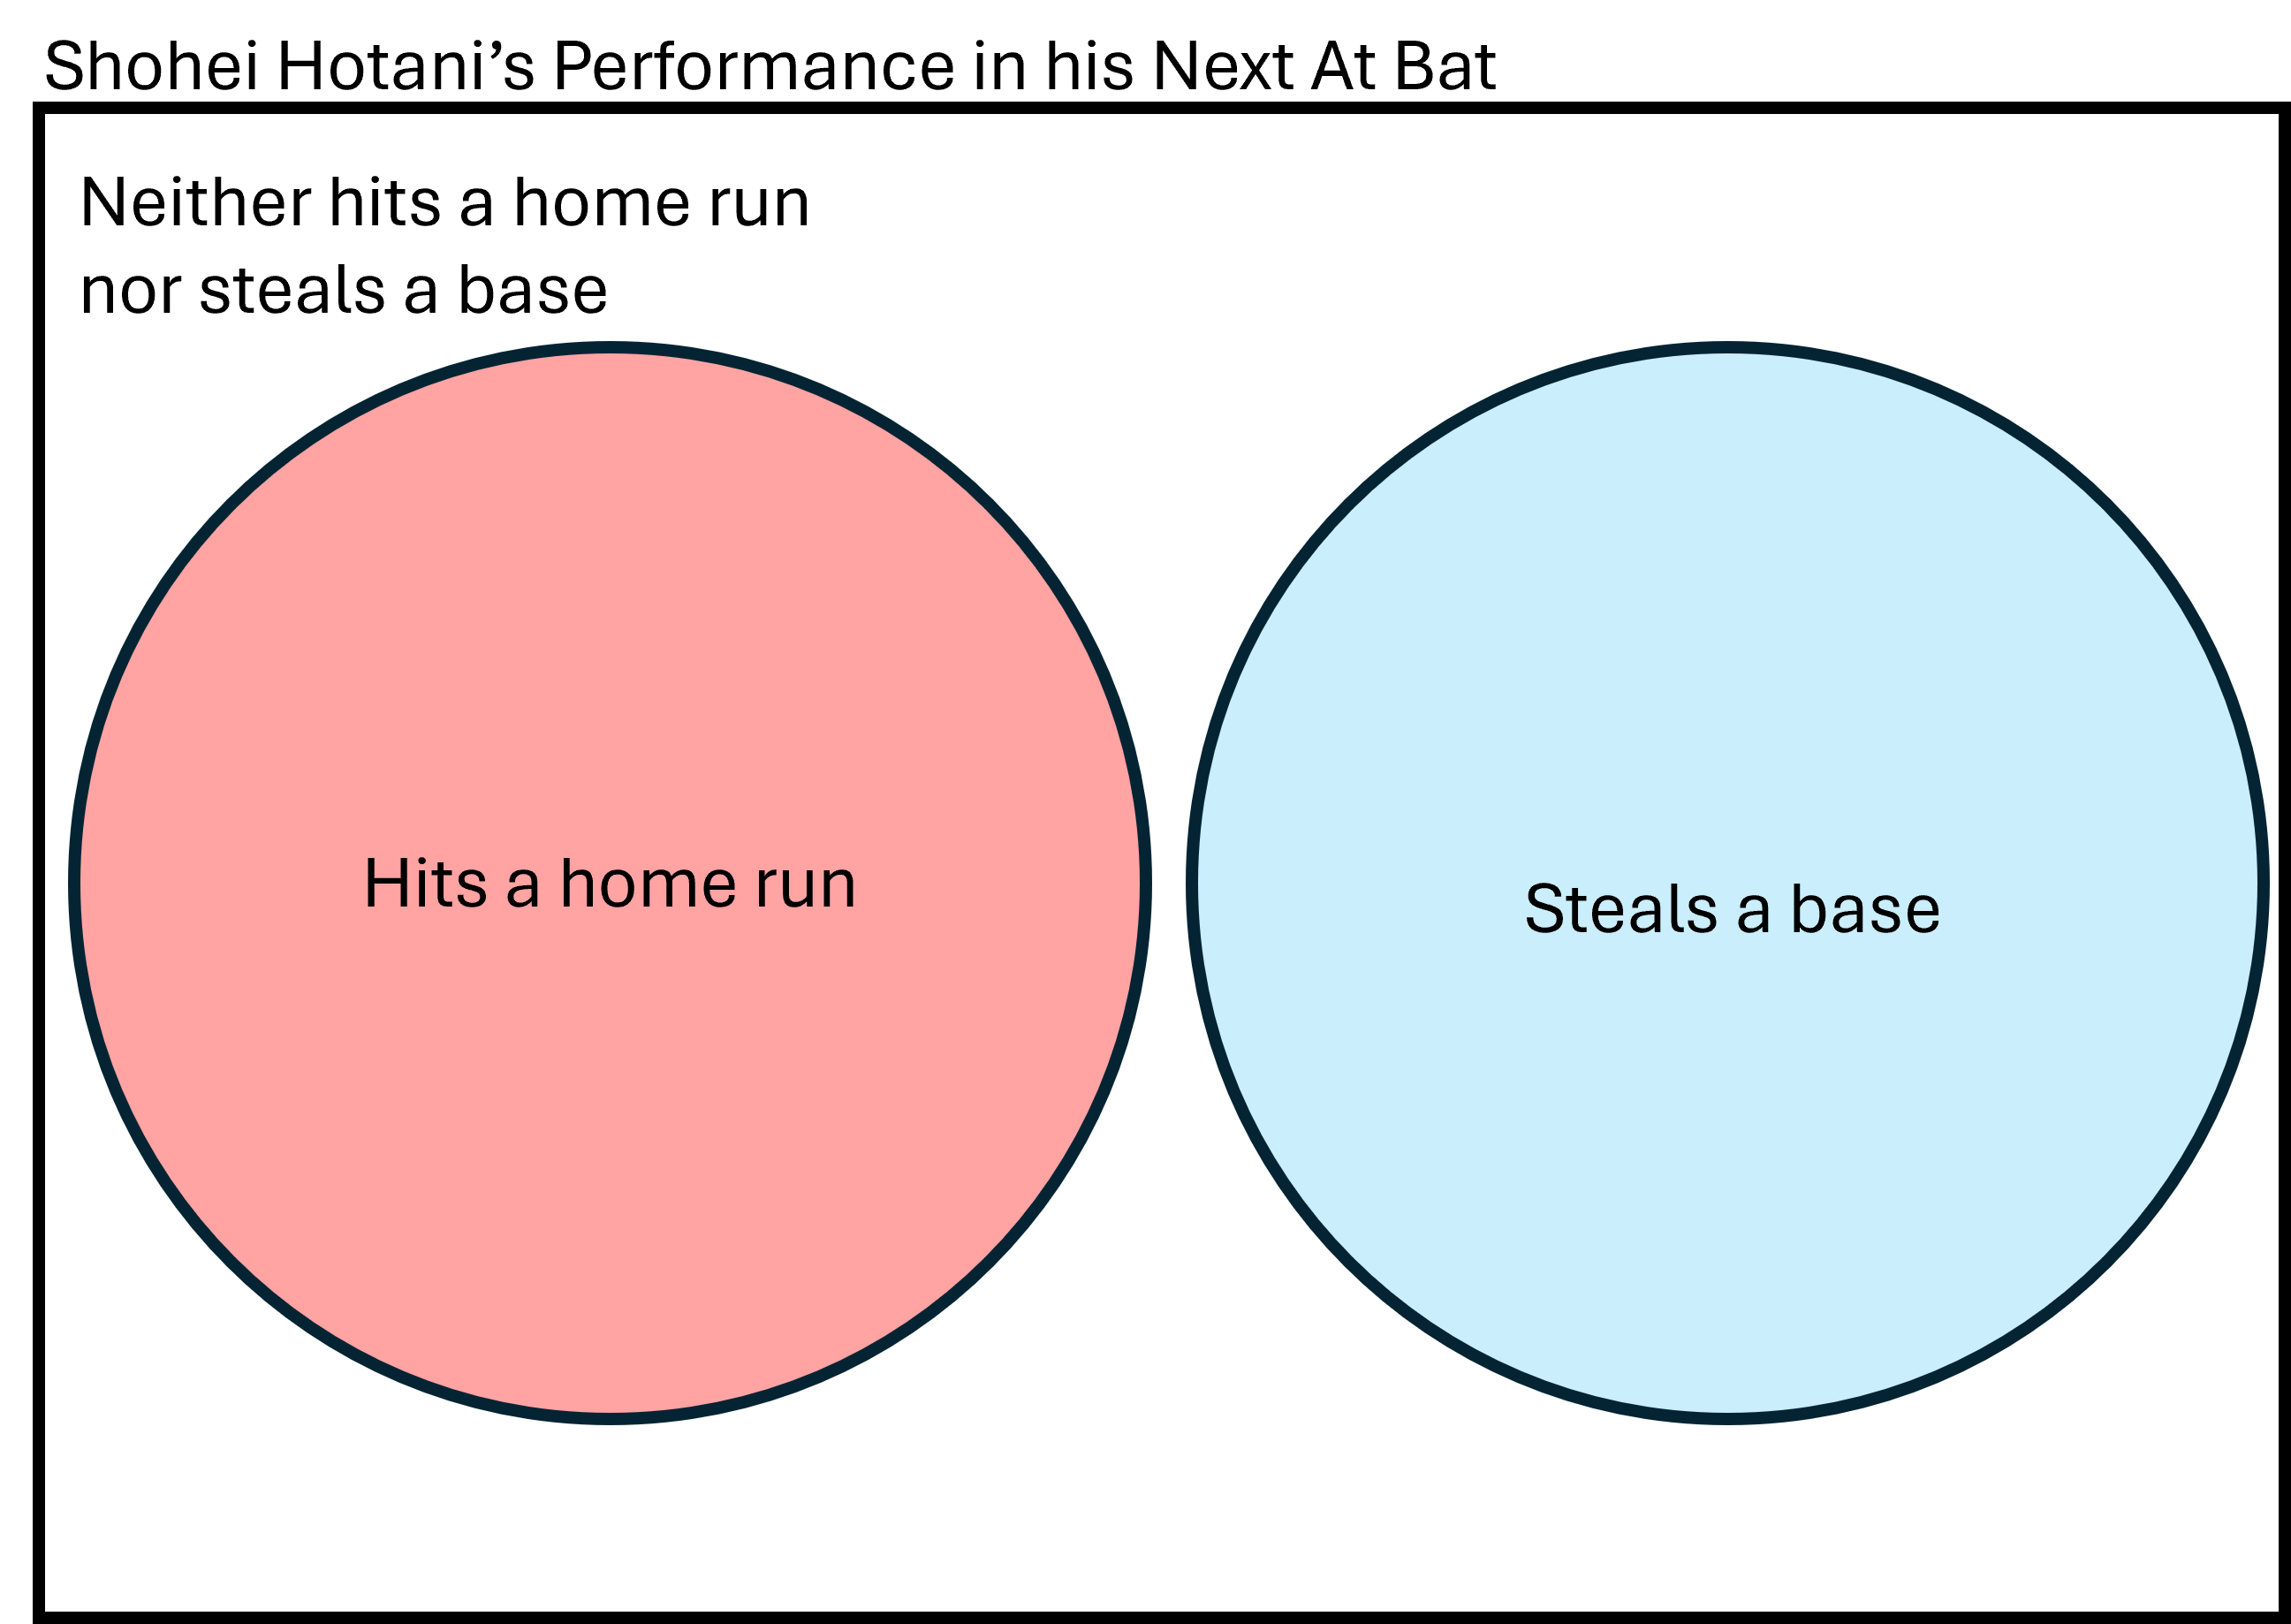 Shohei Hotani’s Performance in his Next At Bat
Neither hits a home run
nor steals a base
Hits a home run
Steals a base